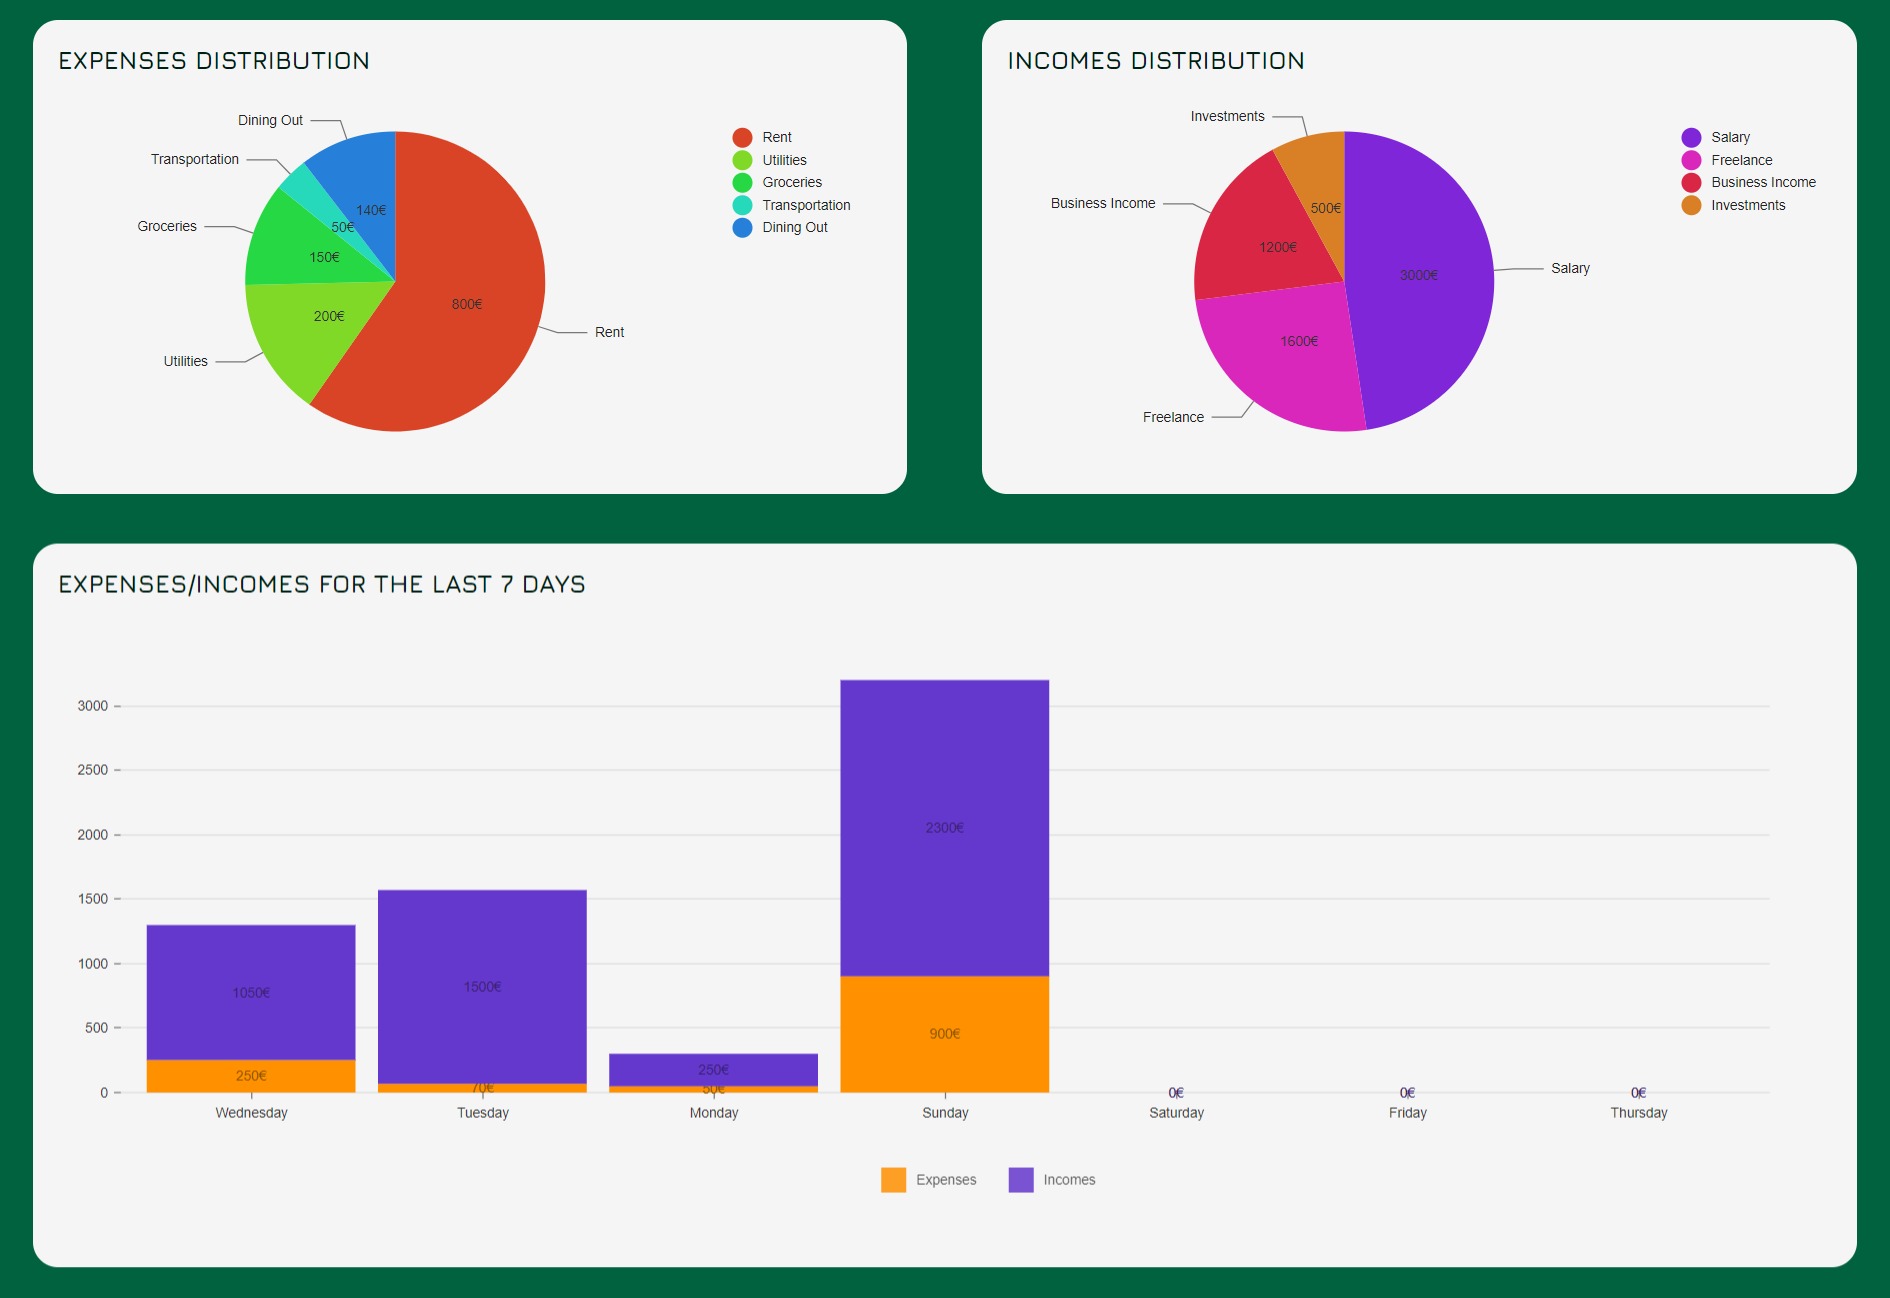 EXPENSES DISTRIBUTION
Dining Out
Transportation
Groceries
Utilities
Rent
140€
50€
150€
200€
800€
Rent
Utilities
Groceries
Transportation
Dining Out
INCOMES DISTRIBUTION
Investments
Business Income
Freelance
Salary
500€
1200€
1600€
3000€
Salary
Freelance
Business Income
Investments
EXPENSES/INCOMES FOR THE LAST 7 DAYS
3000
2500
2000
1500
1000
500
0
1050€
250€
1500€
70€
250€
50€
2300€
900€
0€
0€
0€
Wednesday
Tuesday
Monday
Sunday
Saturday
Friday
Thursday
Expenses
Incomes